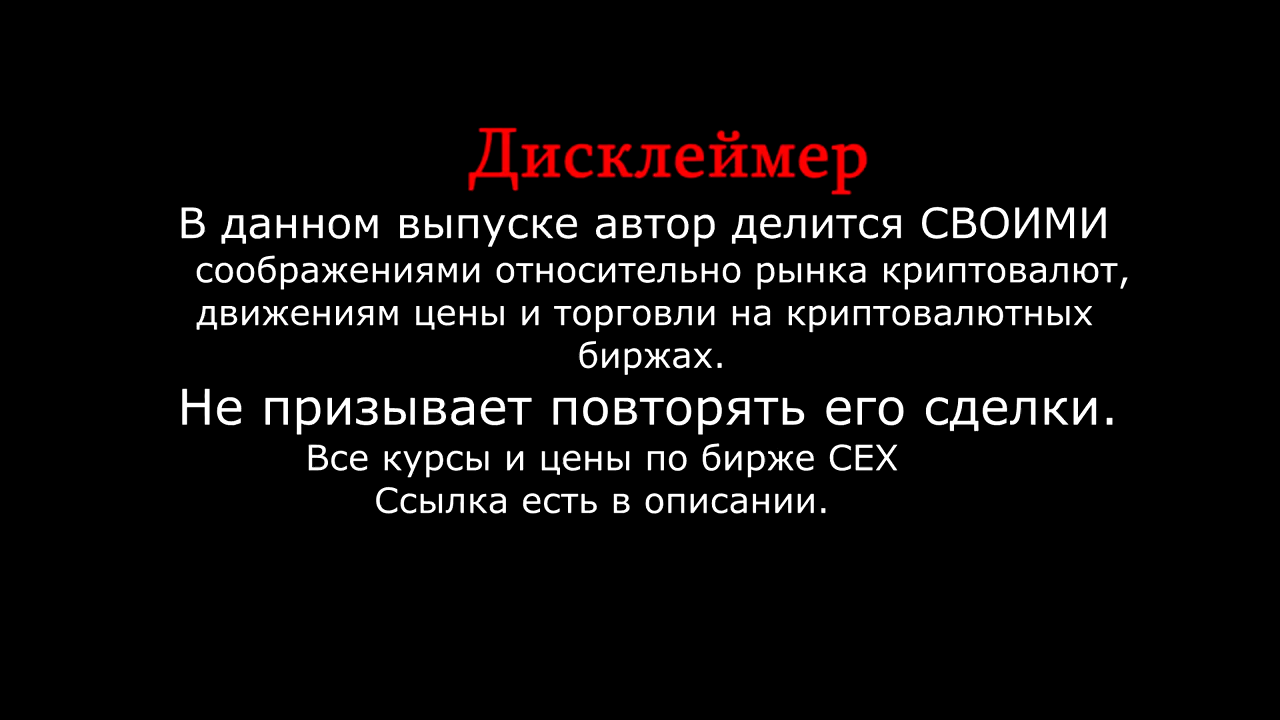 Дисклеймер
В данном выпуске автор делится СВОИМИ
соображениями относительно рынка криптовалют,
движениям цены и торговли на криптовалютных
биржах.
Не призывает повторять его сделки.
Все курсы и цены по бирже CEX
Ссылка есть в описании.